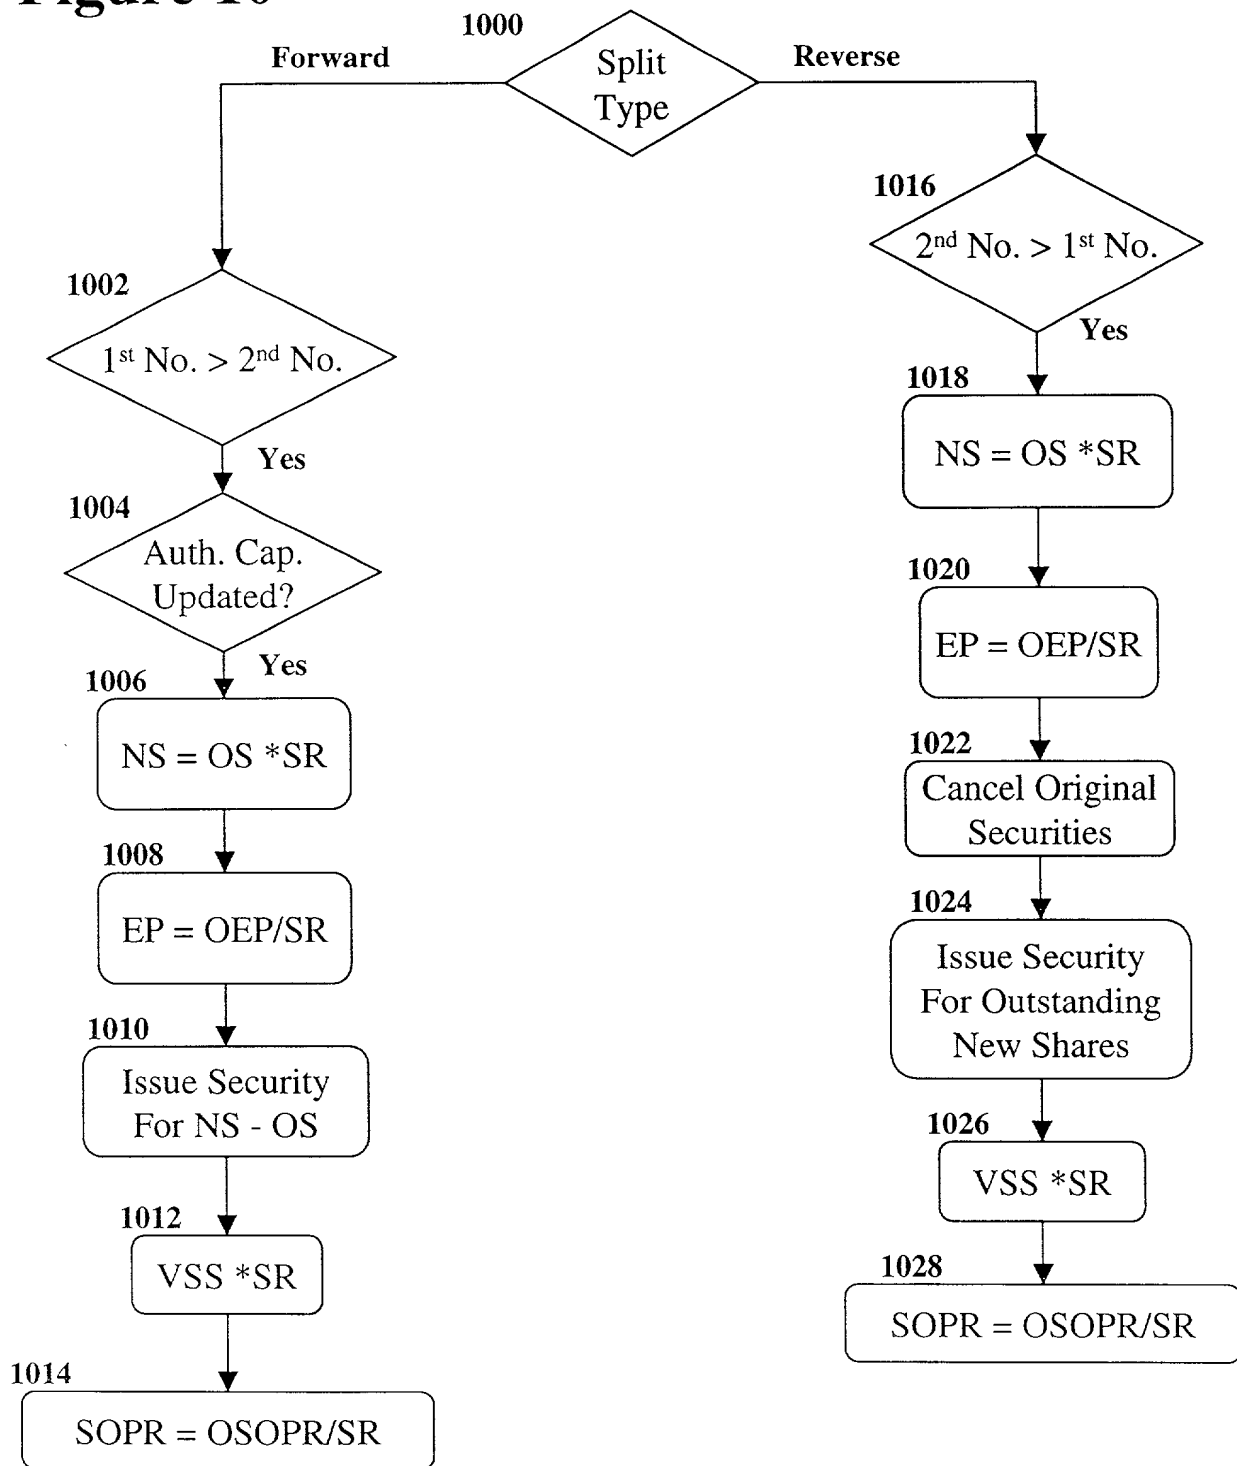 Figure 10
1000
Split
Type
Forward
Reverse
1002
1st No. > 2nd No.
Yes
1004
Auth. Cap.
Updated?
Yes
1006
NS = OS *SR
1008
EP = OEP/SR
1010
Issue Security
For NS - OS
1012
VSS *SR
1014
SOPR = OSOPR/SR
1016
2nd No. > 1st No.
Yes
1018
NS = OS *SR
1020
EP = OEP/SR
1022
Cancel Original
Securities
1024
Issue Security
For Outstanding
New Shares
1026
VSS *SR
1028
SOPR = OSOPR/SR